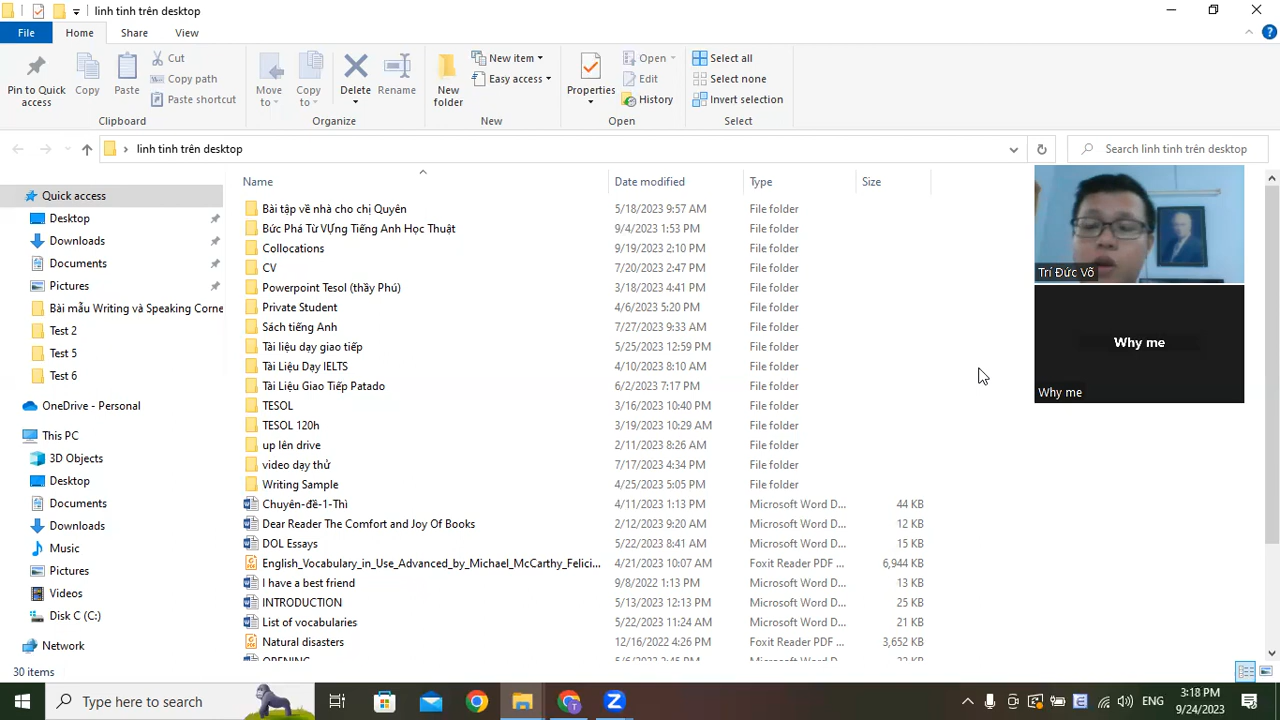 linh tinh trên desktop
File Home Share View
Pin to Quick access
Copy
Paste
Cut
Copy path
Paste shortcut
Clipboard
Move to
Copy to
Delete
Rename
Organize
New folder
New item
Easy access
New
Properties
Open
Edit
History
Open
Select all
Select none
Invert selection
Select
linh tinh trên desktop
Search linh tinh trên desktop
Quick access
Desktop
Downloads
Documents
Pictures
Bài mẫu Writing và Speaking Corne
Test 2
Test 5
Test 6
OneDrive - Personal
This PC
3D Objects
Desktop
Documents
Downloads
Music
Pictures
Videos
Disk C (C:)
Network
Name Date modified Type Size
Bài tập về nhà cho chị Quyên 5/18/2023 9:57 AM File folder
Bức Phá Từ Vựng Tiếng Anh Học Thuật 9/4/2023 1:53 PM File folder
Collocations 9/19/2023 2:10 PM File folder
CV 7/20/2023 2:47 PM File folder
Powerpoint Tesol (thầy Phú) 3/18/2023 4:41 PM File folder
Private Student 4/6/2023 5:20 PM File folder
Sách tiếng Anh 7/27/2023 9:33 AM File folder
Tài liệu dạy giao tiếp 5/25/2023 12:59 PM File folder
Tài Liệu Dạy IELTS 4/10/2023 8:10 AM File folder
Tài Liệu Giao Tiếp Patado 6/2/2023 7:17 PM File folder
TESOL 3/16/2023 10:40 PM File folder
TESOL 120h 3/19/2023 10:29 AM File folder
up lên drive 2/11/2023 8:26 AM File folder
video dạy thử 7/17/2023 4:34 PM File folder
Writing Sample 4/25/2023 5:05 PM File folder
Chuyên-đề-1-Thì 4/11/2023 1:13 PM Microsoft Word D... 44 KB
Dear Reader The Comfort and Joy Of Books 2/12/2023 9:20 AM Microsoft Word D... 12 KB
DOL Essays 5/22/2023 8:41 AM Microsoft Word D... 15 KB
English_Vocabulary_in_Use_Advanced_by_Michael_McCarthy_Felici... 4/21/2023 10:07 AM Foxit Reader PDF ... 6,944 KB
I have a best friend 9/8/2022 1:13 PM Microsoft Word D... 13 KB
INTRODUCTION 5/13/2023 12:13 PM Microsoft Word D... 25 KB
List of vocabularies 5/22/2023 11:24 AM Microsoft Word D... 21 KB
Natural disasters 12/16/2022 4:26 PM Foxit Reader PDF ... 3,652 KB
Trí Đức Võ
Why me
Why me
30 items
Type here to search
ENG
3:18 PM
9/24/2023